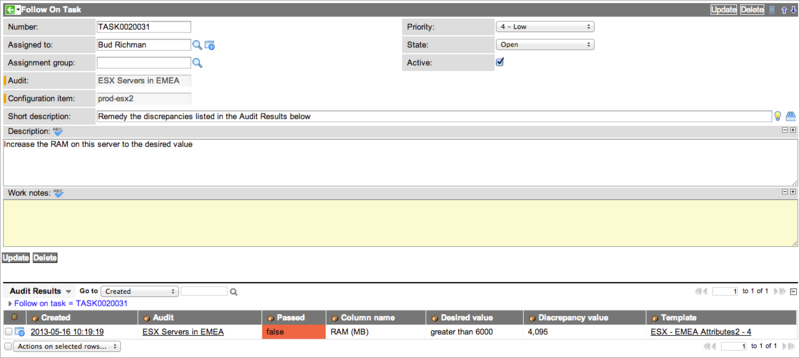 Follow On Task Update Delete
Number: TASK0020031 Priority: 4 - Low
Assigned to: Bud Richman State: Open
Assignment group: Active:
Audit: ESX Servers in EMEA
Configuration item: prod-esx2
Short description: Remedy the discrepancies listed in the Audit Results below
Description:
Increase the RAM on this server to the desired value
Work notes:
Update Delete
Audit Results Go to Created 1 to 1 of 1
Follow on task = TASK0020031
Created Audit Passed Column name Desired value Discrepancy value Template
2013-05-16 10:19:19 ESX Servers in EMEA false RAM (MB) greater than 6000 4,095 ESX - EMEA Attributes2 - 4
Actions on selected rows... 1 to 1 of 1